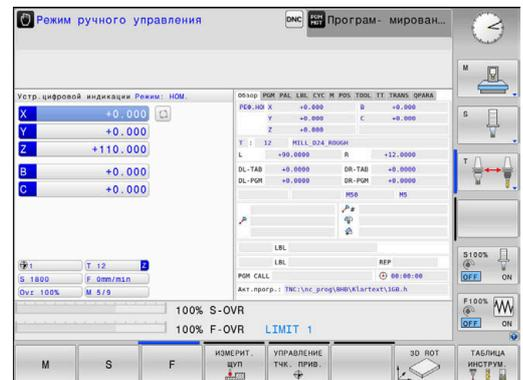 Режим ручного управления
DNC
PGM MGT
Програм- мирован...
Устр.цифровой индикации Режим: НОМ.
X +0.000
Y +0.000
Z +110.000
B +0.000
C +0.000
1
T 12 Z
S 1800 F 0mm/min
Ovr 100% M 5/9
Обзор PGM PAL LBL CYC M POS TOOL TT TRANS QPARA
X +0.000 B +0.000
Y +0.000 C +0.000
Z +0.000
T : 12 MILL_D24_ROUGH
L +90.0000 R +12.0000
DL-TAB +0.0000 DR-TAB +0.0000
DL-PGM +0.0000 DR-PGM +0.0000
M50 M5
P #
LBL
LBL REP
PGM CALL 00:00:00
Акт.прогр.: TNC:\nc_prog\BHB\Klartext\1GB.h
100% S-OVR
100% F-OVR LIMIT 1
M
S
T
S100%
OFF ON
F100%
OFF ON
M
S
F
ИЗМЕРИТ. ЩУП
УПРАВЛЕНИЕ ТЧК. ПРИВ.
3D ROT
ТАБЛИЦА ИНСТРУМ.